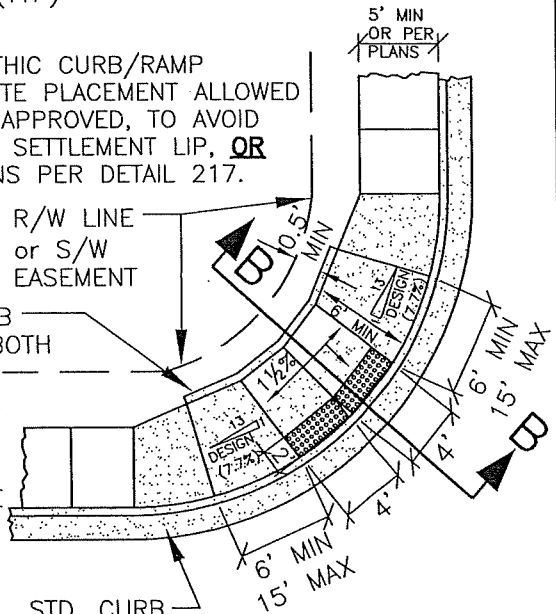 5' MIN
OR PER
PLANS
THIC CURB/RAMP
TE PLACEMENT ALLOWED
APPROVED, TO AVOID
SETTLEMENT LIP, OR
NS PER DETAIL 217.
R/W LINE
or S/W
EASEMENT
10.5'
MIN
B
B
BOTH
6'
MIN
13
DESIGN
(7.7%)
1
11/2%
13
DESIGN
(7.7%)
1
2'
6' MIN
15' MAX
B
4'
4'
6' MIN
15' MAX
STD. CURB